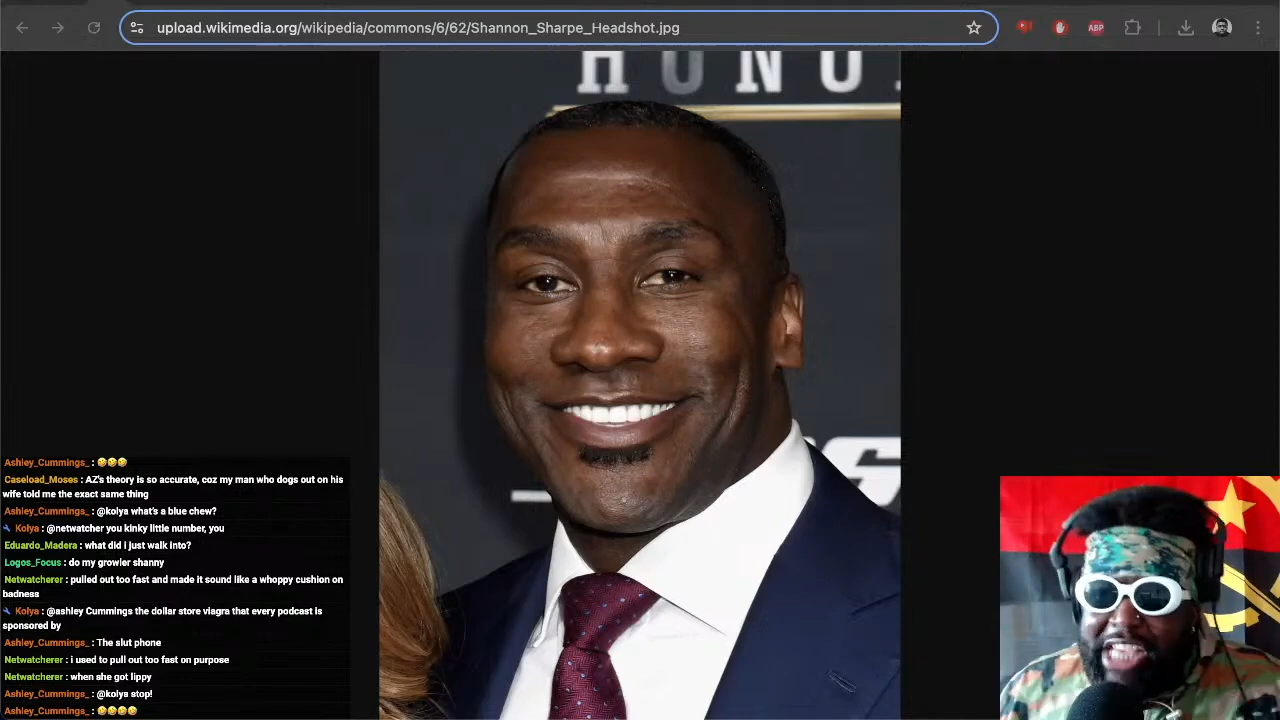 upload.wikimedia.org/wikipedia/commons/6/62/Shannon_Sharpe_Headshot.jpg
ABP
HONO
Ashley_Cummings_ : 🤣🤣🤣
Caseload_Moses : AZ's theory is so accurate, coz my man who dogs out on his
wife told me the exact same thing
Ashley_Cummings_ : @kolya what's a blue chew?
Kolya : @netwatcher you kinky little number, you
Eduardo_Madera : what did i just walk into?
Logos_Focus : do my growler shanny
Netwatcherer : pulled out too fast and made it sound like a whoppy cushion on
badness
Kolya : @ashley Cummings the dollar store viagra that every podcast is
sponsored by
Ashley_Cummings_ : The slut phone
Netwatcherer : i used to pull out too fast on purpose
Netwatcherer : when she got lippy
Ashley_Cummings_ : @kolya stop!
Ashley_Cummings_ : 🤣🤣🤣🤣